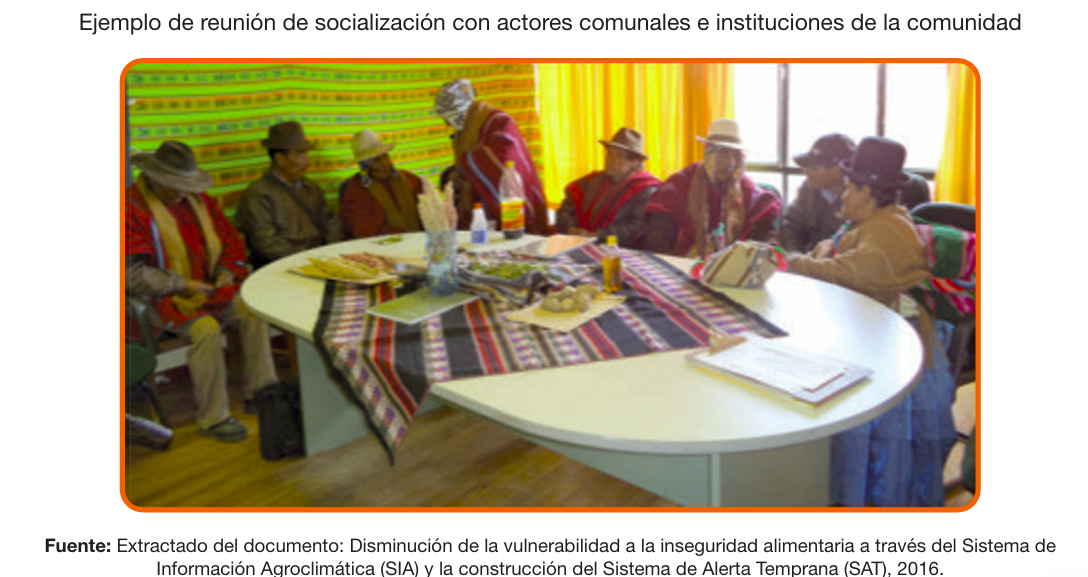 Ejemplo de reunión de socialización con actores comunales e instituciones de la comunidad
Fuente: Extractado del documento: Disminución de la vulnerabilidad a la inseguridad alimentaria a través del Sistema de
Información Agroclimática (SIA) y la construcción del Sistema de Alerta Temprana (SAT), 2016.